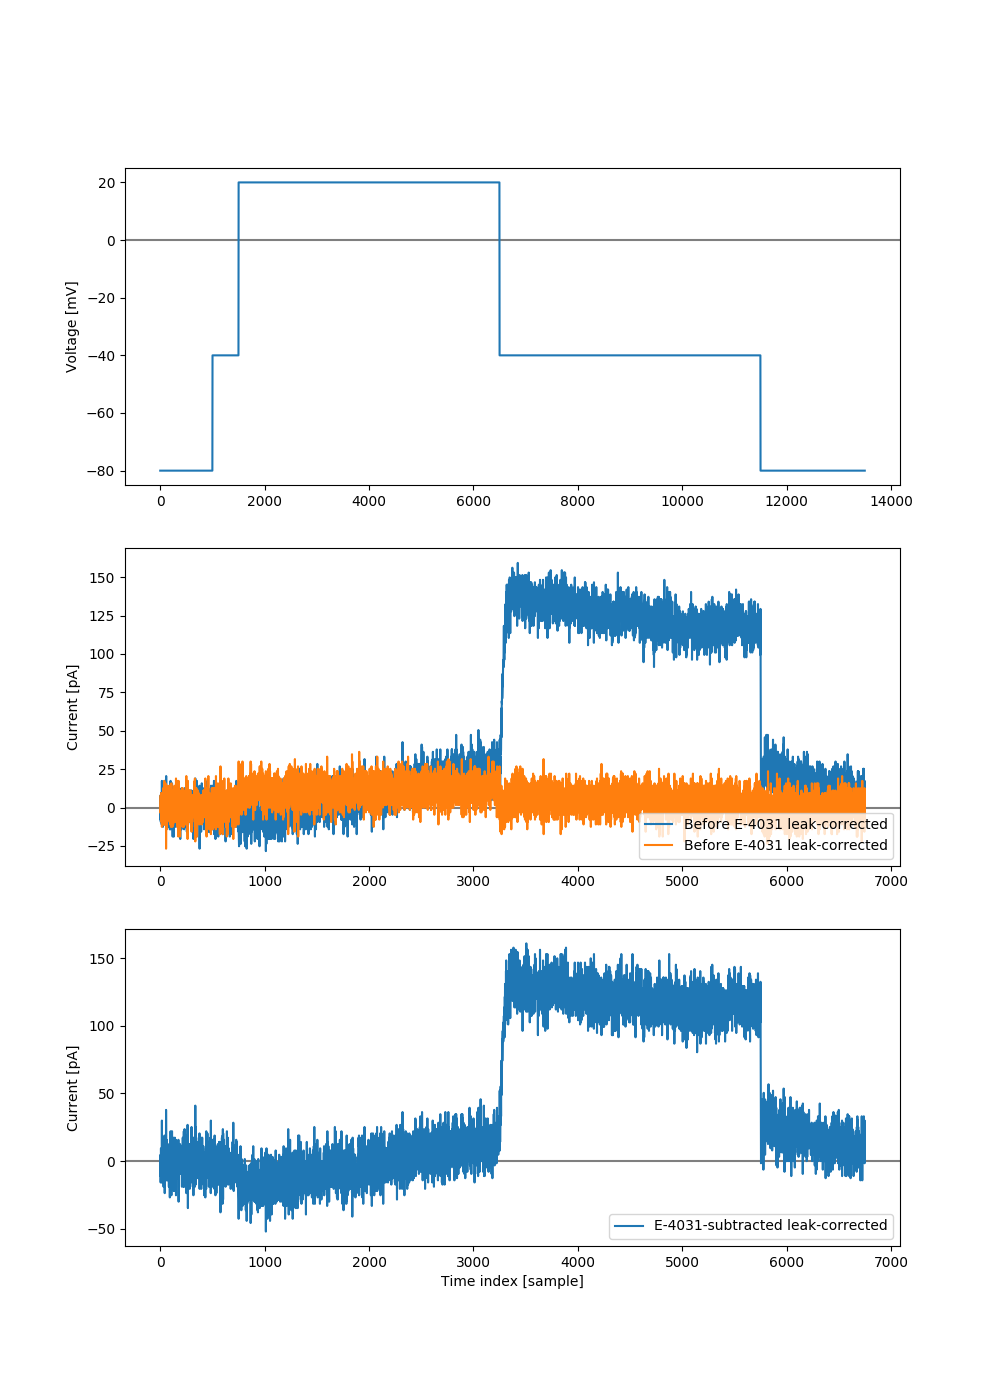 Voltage [mV]
20
0
−20
−40
−60
−80
0 2000 4000 6000 8000 10000 12000 14000
Current [pA]
150
125
100
75
50
25
0
−25
Before E-4031 leak-corrected
Before E-4031 leak-corrected
0 1000 2000 3000 4000 5000 6000 7000
Current [pA]
150
100
50
0
−50
E-4031-subtracted leak-corrected
0 1000 2000 3000 4000 5000 6000 7000
Time index [sample]